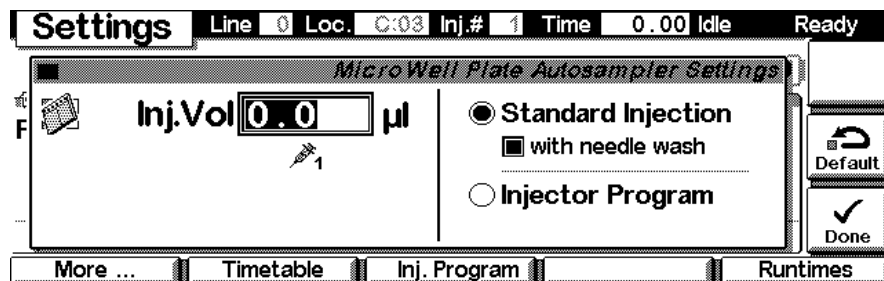 Settings Line 0 Loc. C:03 Inj.# 1 Time 0.00 Idle Ready
Micro Well Plate Autosampler Settings
F
Inj.Vol 0.0 µl
1
Standard Injection
with needle wash
Injector Program
Default
Done
More ... Timetable Inj. Program Runtimes